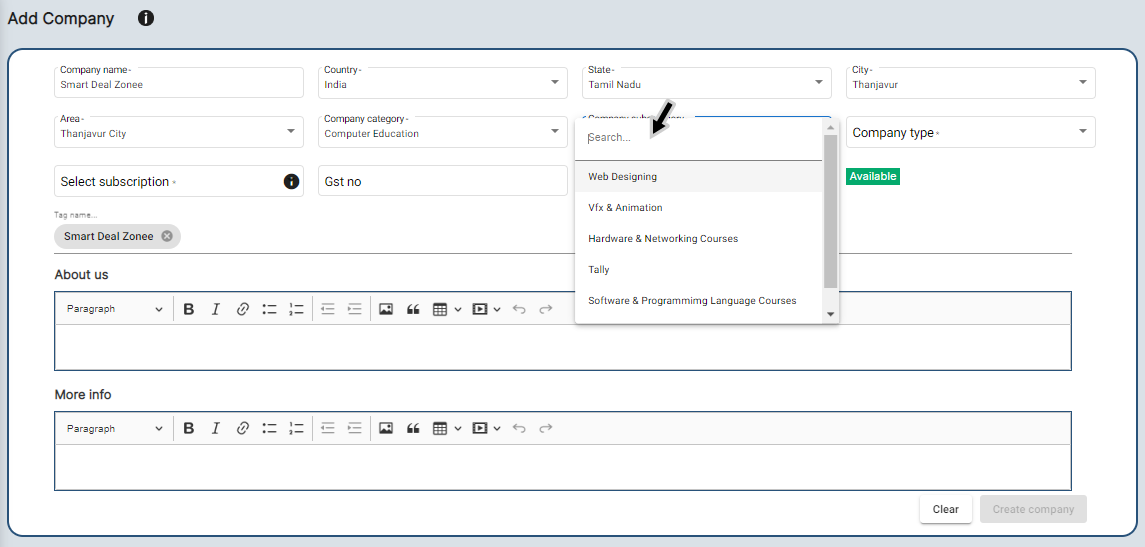 Add Company
Company name-
Smart Deal Zonee
Country-
India
State-
Tamil Nadu
City-
Thanjavur
Area-
Thanjavur City
Company category-
Computer Education
Company
Search...
Company type*
Select subscription*
Gst no
Web Designing
Available
Vfx & Animation
Hardware & Networking Courses
Tally
Software & Programmimg Language Courses
Tag name...
Smart Deal Zonee
About us
Paragraph
More info
Paragraph
Clear
Create company